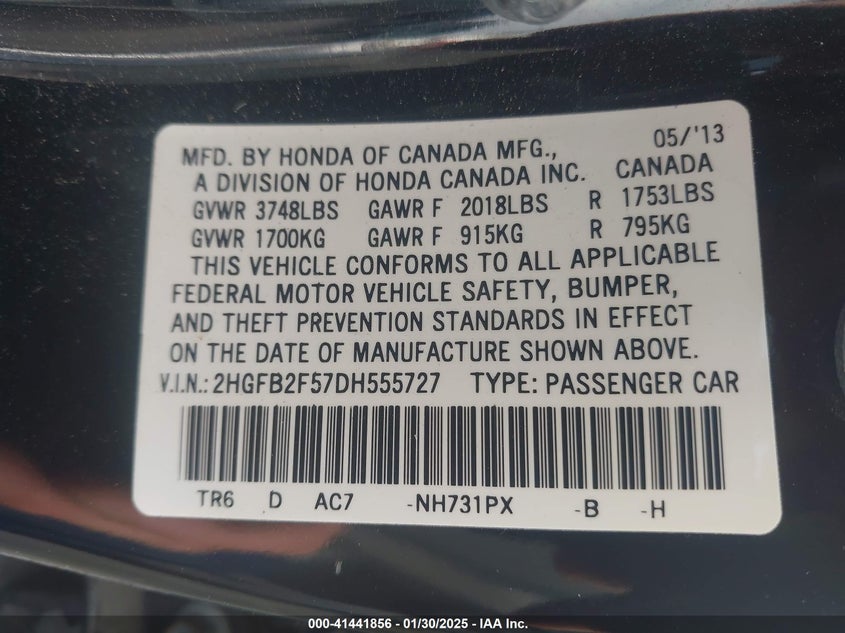 05/'13
MFD. BY HONDA OF CANADA MFG.,
A DIVISION OF HONDA CANADA INC. CANADA
GVWR 3748LBS GAWR F 2018LBS R 1753LBS
GVWR 1700KG GAWR F 915KG R 795KG
THIS VEHICLE CONFORMS TO ALL APPLICABLE
FEDERAL MOTOR VEHICLE SAFETY, BUMPER,
AND THEFT PREVENTION STANDARDS IN EFFECT
ON THE DATE OF MANUFACTURE SHOWN ABOVE.
V.I.N.: 2HGFB2F57DH555727 TYPE: PASSENGER CAR
TR6 D AC7 -NH731PX -B -H
000-41441856 - 01/30/2025 - IAA Inc.